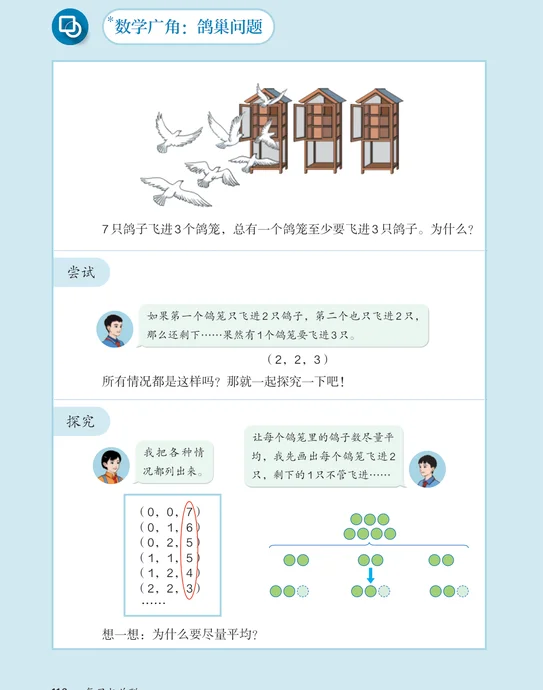 *数学广角：鸽巢问题
7只鸽子飞进3个鸽笼，总有一个鸽笼至少要飞进3只鸽子。为什么？
尝试
如果第一个鸽笼只飞进2只鸽子，第二个也只飞进2只，
那么还剩下……果然有1个鸽笼要飞进3只。
（2，2，3）
所有情况都是这样吗？那就一起探究一下吧！
探究
我把各种情
况都列出来。
让每个鸽笼里的鸽子数尽量平
均，我先画出每个鸽笼飞进2
只，剩下的1只不管飞进……
（0，0，7）
（0，1，6）
（0，2，5）
（1，1，5）
（1，2，4）
（2，2，3）
……
想一想：为什么要尽量平均？